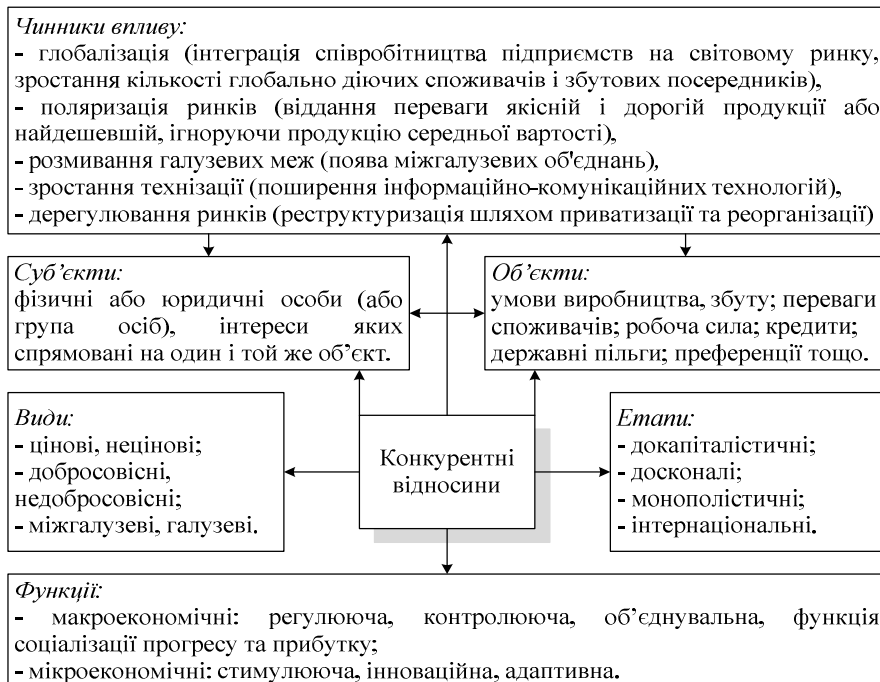 Чинники впливу:
- глобалізація (інтеграція співробітництва підприємств на світовому ринку,
зростання кількості глобально діючих споживачів і збутових посередників),
- поляризація ринків (віддання переваги якісній і дорогій продукції або
найдешевшій, ігноруючи продукцію середньої вартості),
- розмивання галузевих меж (поява міжгалузевих об'єднань),
- зростання технізації (поширення інформаційно-комунікаційних технологій),
- дерегулювання ринків (реструктуризація шляхом приватизації та реорганізації)
Суб’єкти:
фізичні або юридичні особи (або
група осіб), інтереси яких
спрямовані на один і той же об’єкт.
Об’єкти:
умови виробництва, збуту; переваги
споживачів; робоча сила; кредити;
державні пільги; преференції тощо.
Види:
- цінові, нецінові;
- добросовісні,
недобросовісні;
- міжгалузеві, галузеві.
Конкурентні
відносини
Етапи:
- докапіталістичні;
- досконалі;
- монополістичні;
- інтернаціональні.
Функції:
- макроекономічні: регулююча, контролююча, об’єднувальна, функція
соціалізації прогресу та прибутку;
- мікроекономічні: стимулююча, інноваційна, адаптивна.